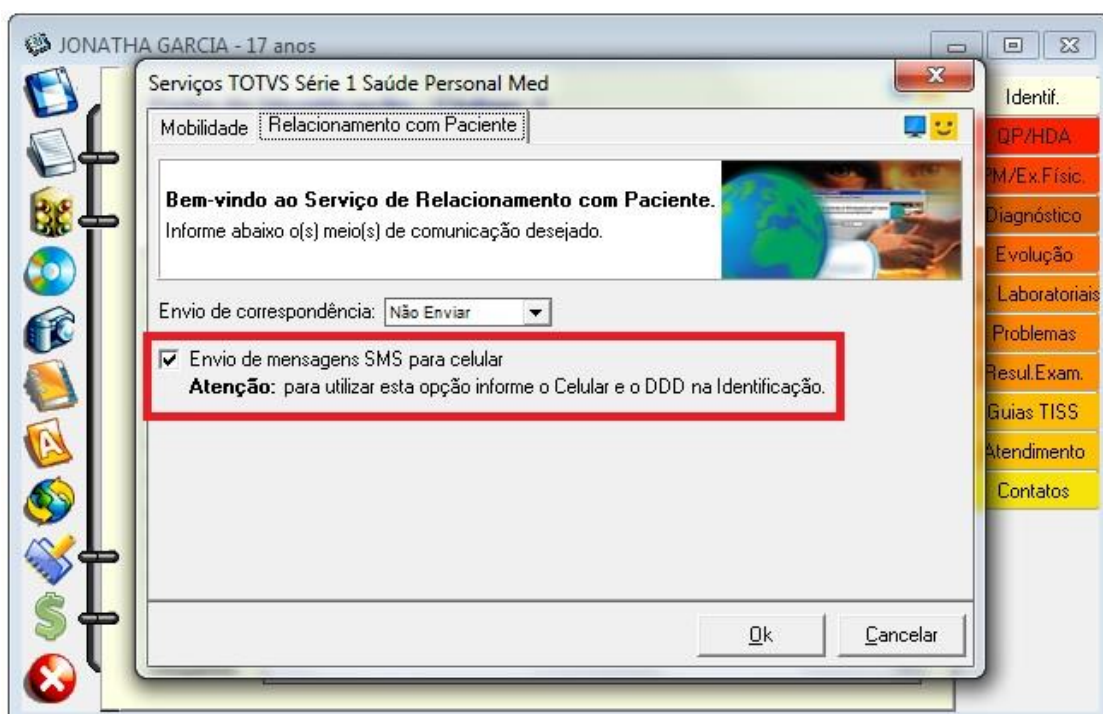 JONATHA GARCIA - 17 anos
Serviços TOTVS Série 1 Saúde Personal Med
Mobilidade
Relacionamento com Paciente
Bem-vindo ao Serviço de Relacionamento com Paciente.
Informe abaixo o(s) meio(s) de comunicação desejado.
Envio de correspondência: Não Enviar
Envio de mensagens SMS para celular
Atenção: para utilizar esta opção informe o Celular e o DDD na Identificação.
Ok
Cancelar
Identif.
QP/HDA
PM/Ex.Físic.
Diagnóstico
Evolução
Laboratoriais
Problemas
Resul.Exam.
Guias TISS
Atendimento
Contatos